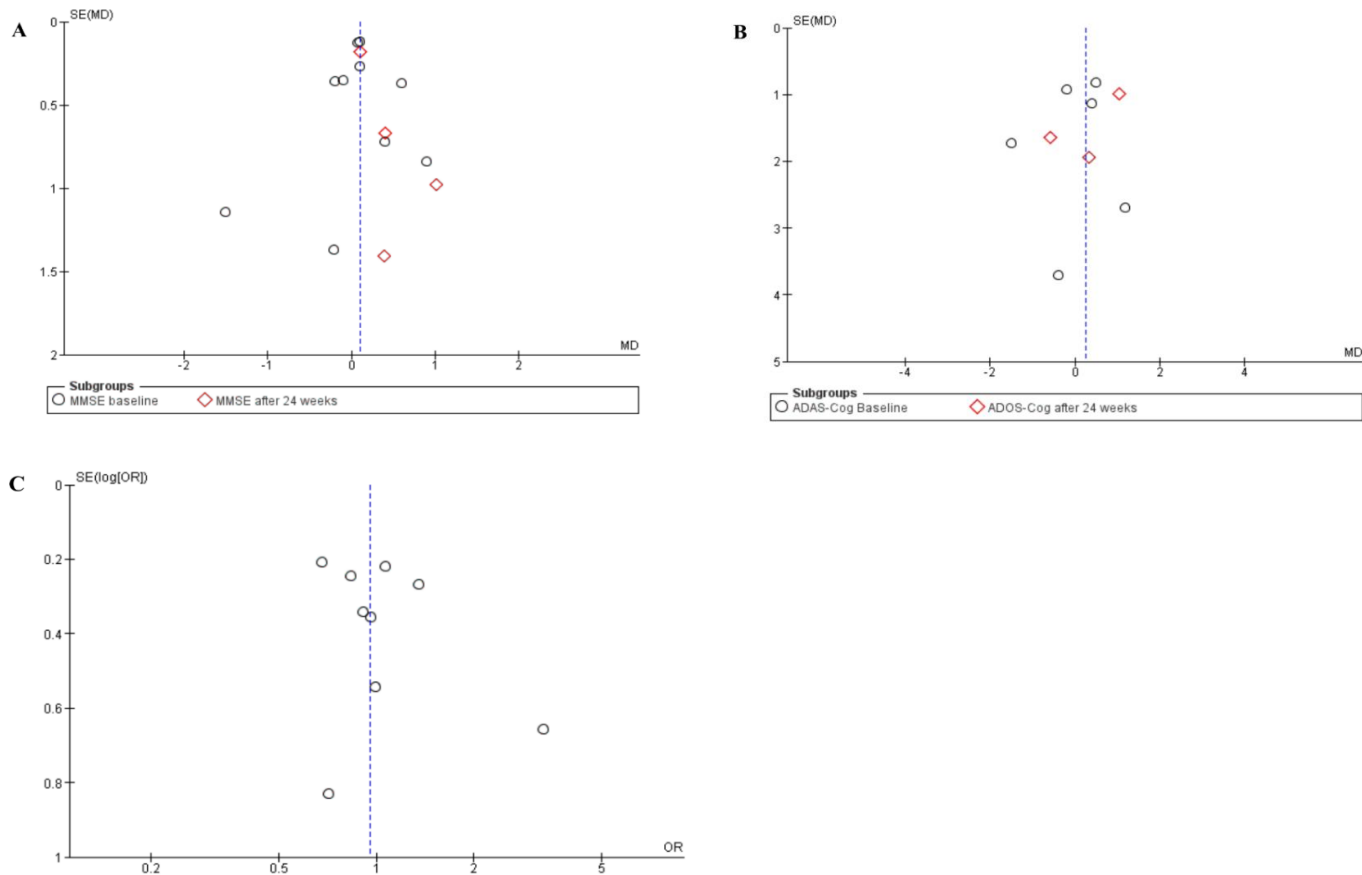 A
SE(MD)
0
0.5
1
1.5
2
-2
-1
0
1
2
MD
Subgroups
MMSE baseline
MMSE after 24 weeks
B
SE(MD)
0
1
2
3
4
5
-4
-2
0
2
4
MD
Subgroups
ADAS-Cog Baseline
ADOS-Cog after 24 weeks
C
SE(log[OR])
0
0.2
0.4
0.6
0.8
1
0.2
0.5
1
2
5
OR